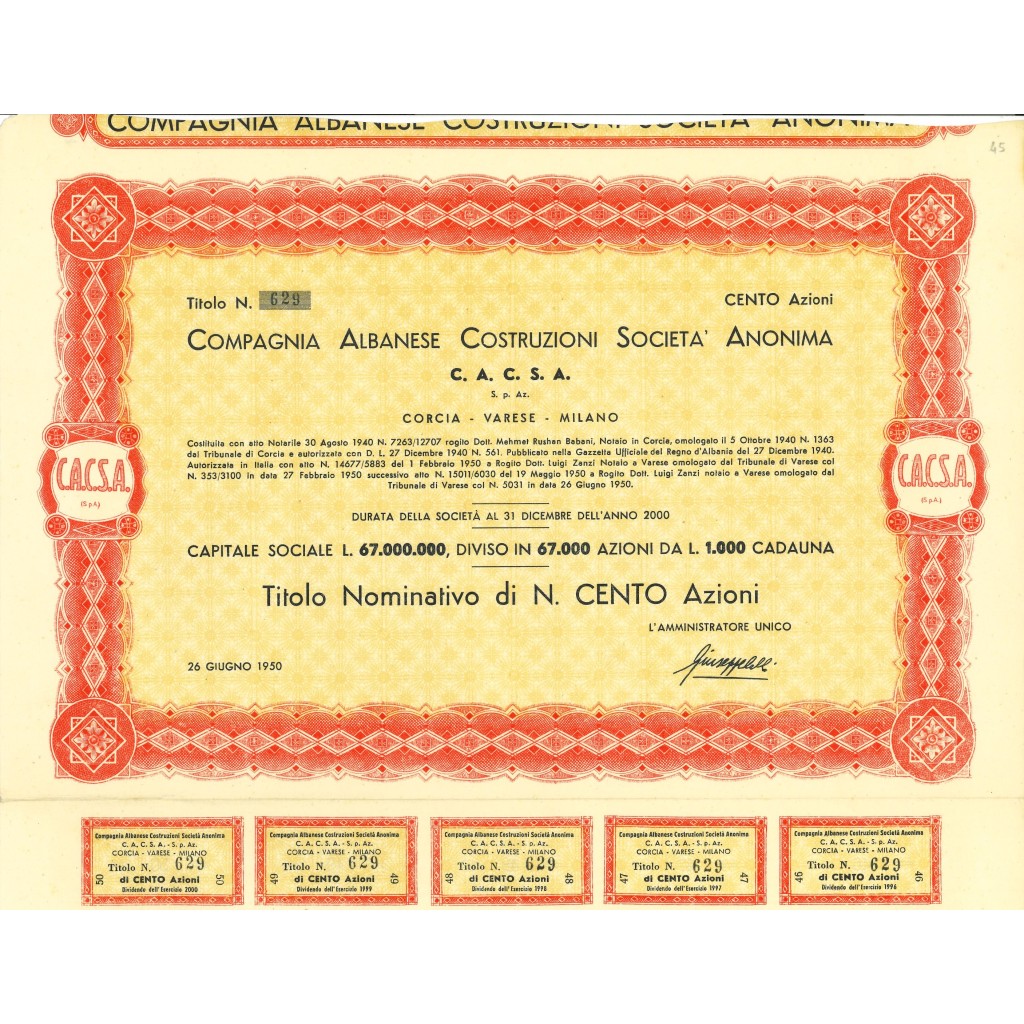 COMPAGNIA ALBANESE COSTRUZIONI SOCIETA' ANONIMA
45
Titolo N. 629
CENTO Azioni
COMPAGNIA ALBANESE COSTRUZIONI SOCIETA' ANONIMA
C. A. C. S. A.
S. p. Az.
CORCIA - VARESE - MILANO
Costituita con atto Notarile 30 Agosto 1940 N. 7263/12707 rogito Dott. Mehmet Rushan Babani, Notaio in Corcia, omologato il 5 Ottobre 1940 N. 1363
dal Tribunale di Corcia e autorizzata con D. L. 27 Dicembre 1940 N. 561. Pubblicato nella Gazzetta Ufficiale del Regno d'Albania del 27 Dicembre 1940.
Autorizzata in Italia con atto N. 14677/5883 del 1 Febbraio 1950 a Rogito Dott. Luigi Zanzi Notaio a Varese omologato dal Tribunale di Varese col
N. 353/3100 in data 27 Febbraio 1950 successivo atto N. 15011/6030 del 19 Maggio 1950 a Rogito Dott. Luigi Zanzi notaio a Varese omologato dal
Tribunale di Varese col N. 5031 in data 26 Giugno 1950.
C.A.C.S.A.
(S.p.A.)
C.A.C.S.A.
(S.p.A.)
DURATA DELLA SOCIETÀ AL 31 DICEMBRE DELL'ANNO 2000
CAPITALE SOCIALE L. 67.000.000, DIVISO IN 67.000 AZIONI DA L. 1.000 CADAUNA
Titolo Nominativo di N. CENTO Azioni
L'AMMINISTRATORE UNICO
26 GIUGNO 1950
Compagnia Albanese Costruzioni Società Anonima
C. A. C. S. A. - S. p. Az.
CORCIA - VARESE - MILANO
Titolo N. 629
di CENTO Azioni
Dividendo dell'Esercizio 2000
50
50
Compagnia Albanese Costruzioni Società Anonima
C. A. C. S. A. - S. p. Az.
CORCIA - VARESE - MILANO
Titolo N. 629
di CENTO Azioni
Dividendo dell'Esercizio 1999
49
49
Compagnia Albanese Costruzioni Società Anonima
C. A. C. S. A. - S. p. Az.
CORCIA - VARESE - MILANO
Titolo N. 629
di CENTO Azioni
Dividendo dell'Esercizio 1998
48
48
Compagnia Albanese Costruzioni Società Anonima
C. A. C. S. A. - S. p. Az.
CORCIA - VARESE - MILANO
Titolo N. 629
di CENTO Azioni
Dividendo dell'Esercizio 1997
47
47
Compagnia Albanese Costruzioni Società Anonima
C. A. C. S. A. - S. p. Az.
CORCIA - VARESE - MILANO
Titolo N. 629
di CENTO Azioni
Dividendo dell'Esercizio 1996
46
46